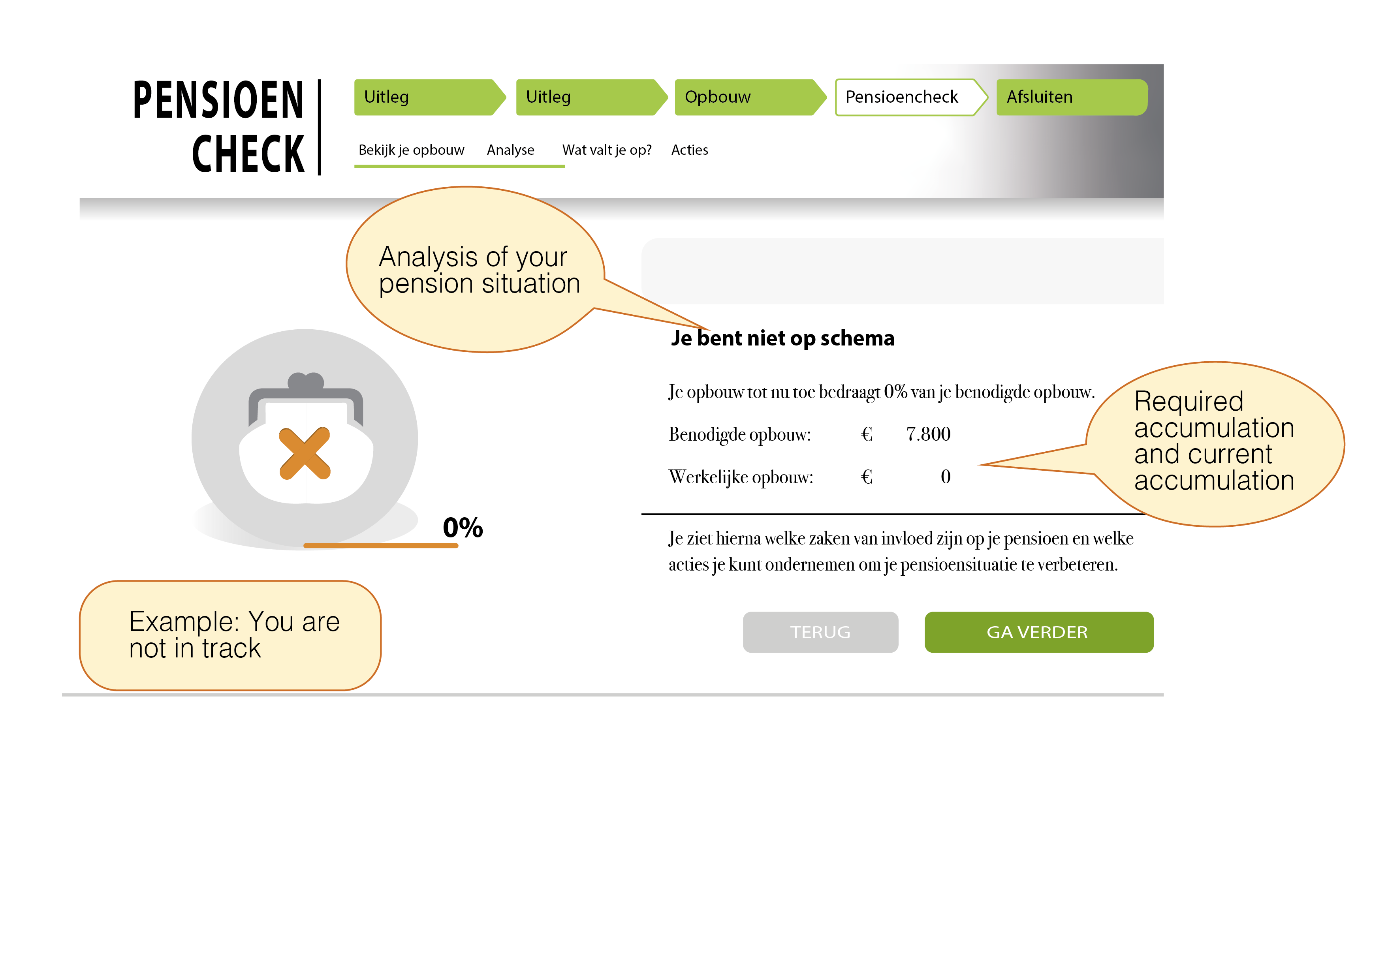 PENSIOEN
CHECK
Uitleg
Uitleg
Opbouw
Pensioencheck
Afsluiten
Bekijk je opbouw
Analyse
Wat valt je op?
Acties
Analysis of your
pension situation
Je bent niet op schema
Je opbouw tot nu toe bedraagt 0% van je benodigde opbouw.
Benodigde opbouw: € 7.800
Werkelijke opbouw: € 0
Required
accumulation
and current
accumulation
0%
Je ziet hierna welke zaken van invloed zijn op je pensioen en welke
acties je kunt ondernemen om je pensioensituatie te verbeteren.
Example: You are
not in track
TERUG
GA VERDER